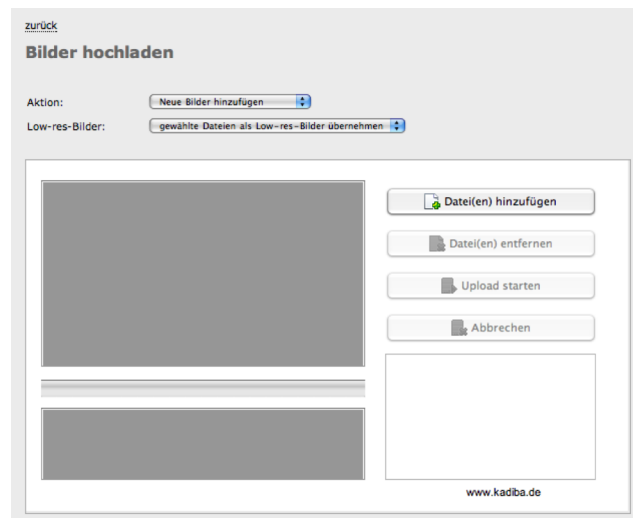 zurück
Bilder hochladen
Aktion: Neue Bilder hinzufügen
Low-res-Bilder: gewählte Dateien als Low-res-Bilder übernehmen
Datei(en) hinzufügen
Datei(en) entfernen
Upload starten
Abbrechen
www.kadiba.de